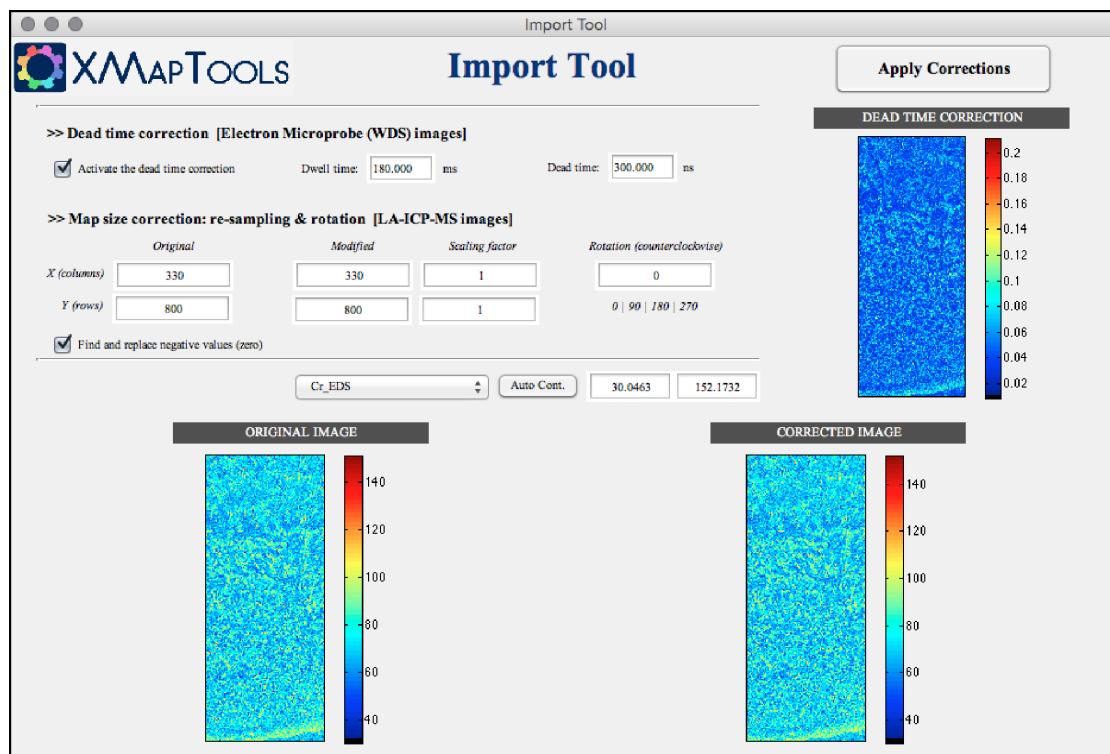 Import Tool
XMAPTOOLS
Import Tool
Apply Corrections
>> Dead time correction [Electron Microprobe (WDS) images]
Activate the dead time correction Dwell time: 180.000 ms Dead time: 300.000 ns
>> Map size correction: re-sampling & rotation [LA-ICP-MS images]
Original Modified Scaling factor Rotation (counterclockwise)
X (columns) 330 330 1 0
Y (rows) 800 800 1 0 | 90 | 180 | 270
Find and replace negative values (zero)
Cr_EDS Auto Cont. 30.0463 152.1732
DEAD TIME CORRECTION
0.2
0.18
0.16
0.14
0.12
0.1
0.08
0.06
0.04
0.02
ORIGINAL IMAGE
140
120
100
80
60
40
CORRECTED IMAGE
140
120
100
80
60
40